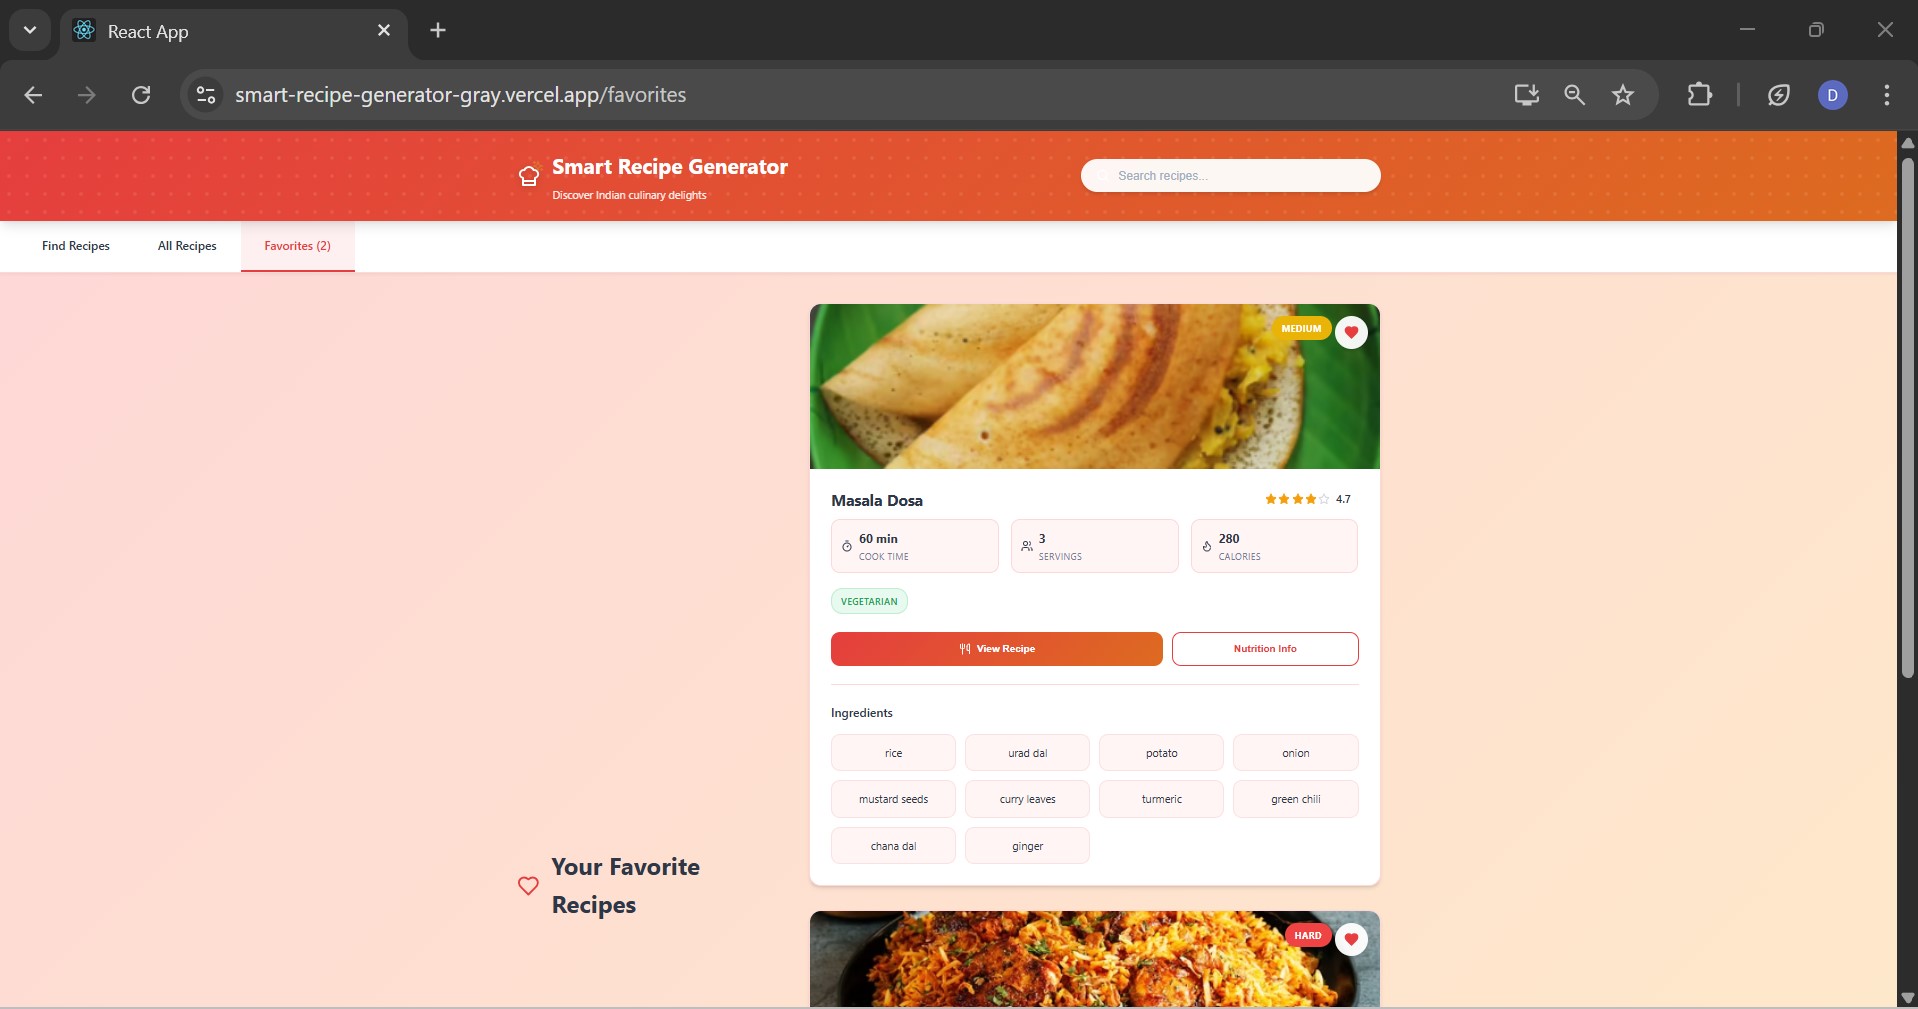 React App
smart-recipe-generator-gray.vercel.app/favorites
D
Smart Recipe Generator
Discover Indian culinary delights
Search recipes...
Find Recipes
All Recipes
Favorites (2)
MEDIUM
Masala Dosa
4.7
60 min
COOK TIME
3
SERVINGS
280
CALORIES
VEGETARIAN
View Recipe
Nutrition Info
Ingredients
rice
urad dal
potato
onion
mustard seeds
curry leaves
turmeric
green chili
chana dal
ginger
Your Favorite
Recipes
HARD